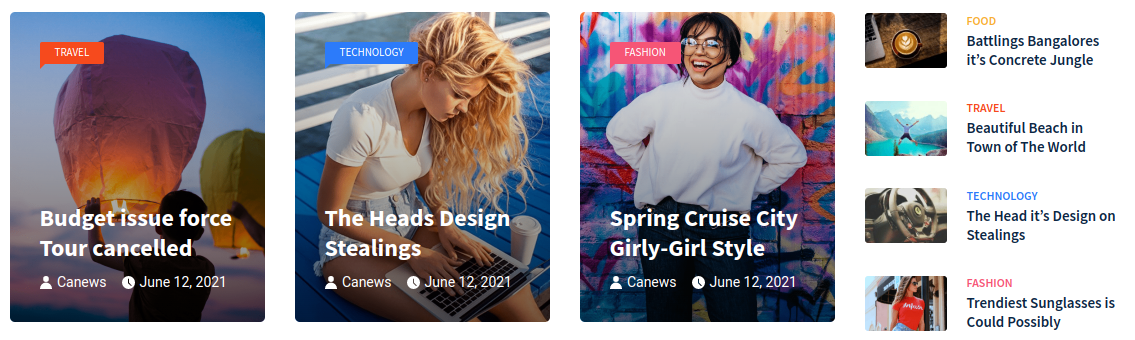 TRAVEL
Budget issue force
Tour cancelled
Canews June 12, 2021
TECHNOLOGY
The Heads Design
Stealings
Canews June 12, 2021
FASHION
Spring Cruise City
Girly-Girl Style
Canews June 12, 2021
FOOD
Battlings Bangalores
it’s Concrete Jungle
TRAVEL
Beautiful Beach in
Town of The World
TECHNOLOGY
The Head it’s Design on
Stealings
FASHION
Trendiest Sunglasses is
Could Possibly